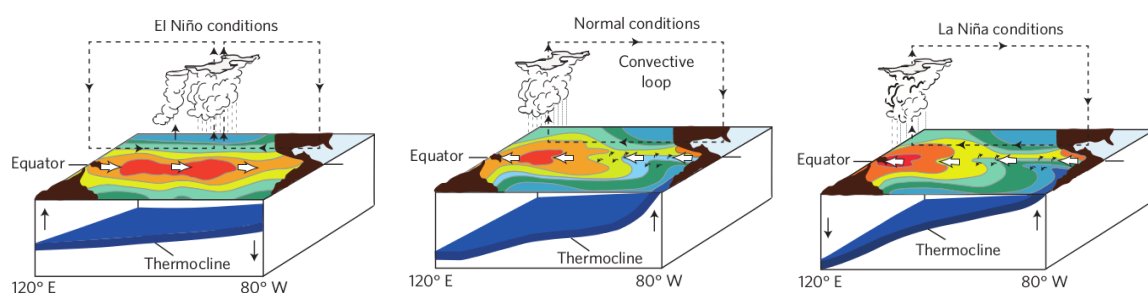 El Niño conditions
Equator
Thermocline
120° E
80° W
Normal conditions
Convective
loop
Equator
Thermocline
120° E
80° W
La Niña conditions
Equator
Thermocline
120° E
80° W